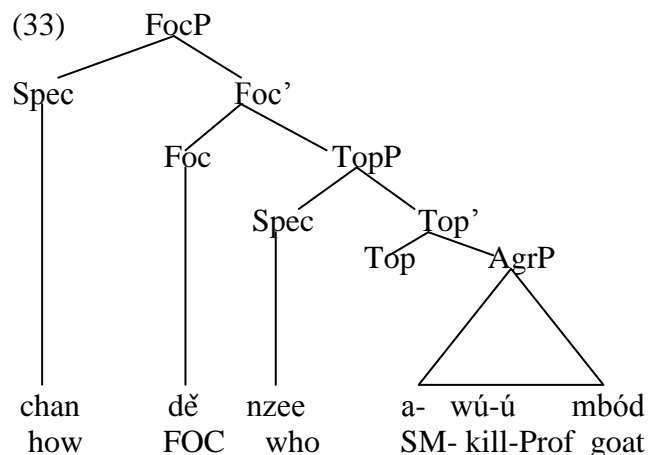 (33) FocP
Spec Foc’
Foc TopP
Spec Top’
Top AgrP
chan dě nzee a- wú-ú mbód
how FOC who SM- kill-Prof goat